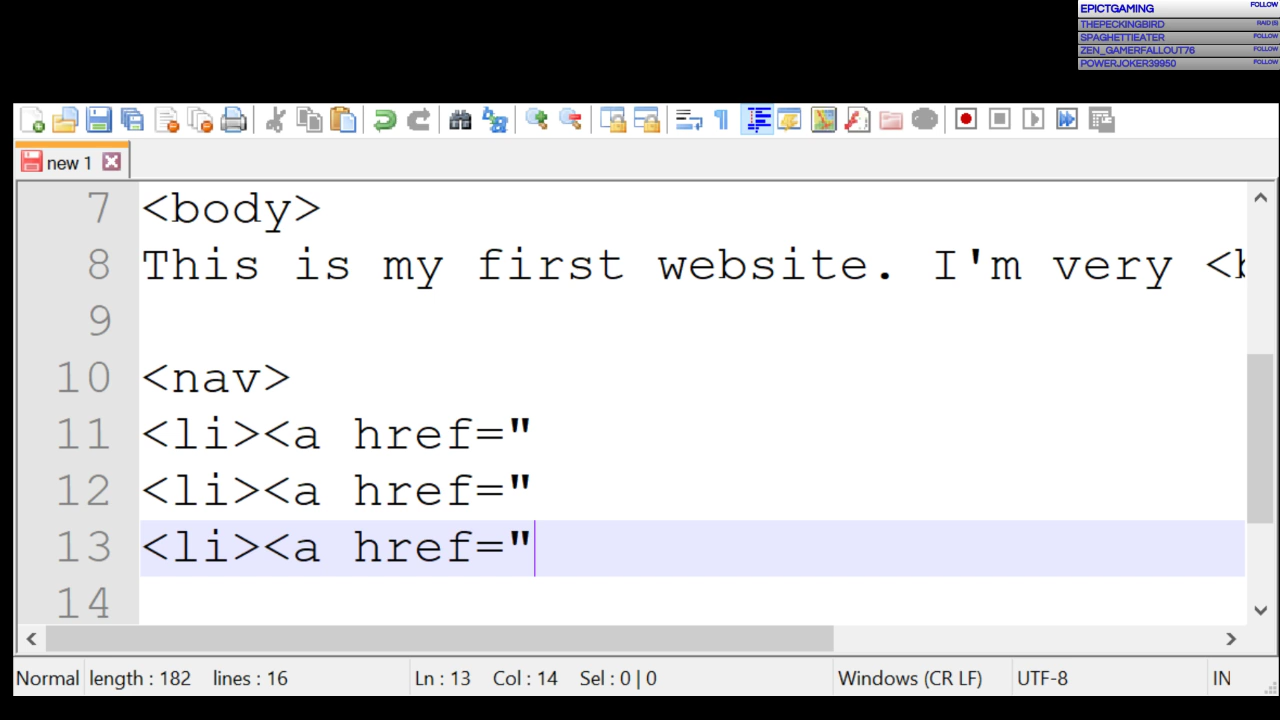 EPICTGAMING FOLLOW
THEPECKINGBIRD RAID (5)
SPAGHETTIEATER FOLLOW
ZEN_GAMERFALLOUT76 FOLLOW
POWERJOKER39950 FOLLOW
new 1
7 <body>
8 This is my first website. I'm very <b
9
10 <nav>
11 <li><a href="
12 <li><a href="
13 <li><a href="
14
Normal length : 182 lines : 16 Ln : 13 Col : 14 Sel : 0 | 0 Windows (CR LF) UTF-8 IN